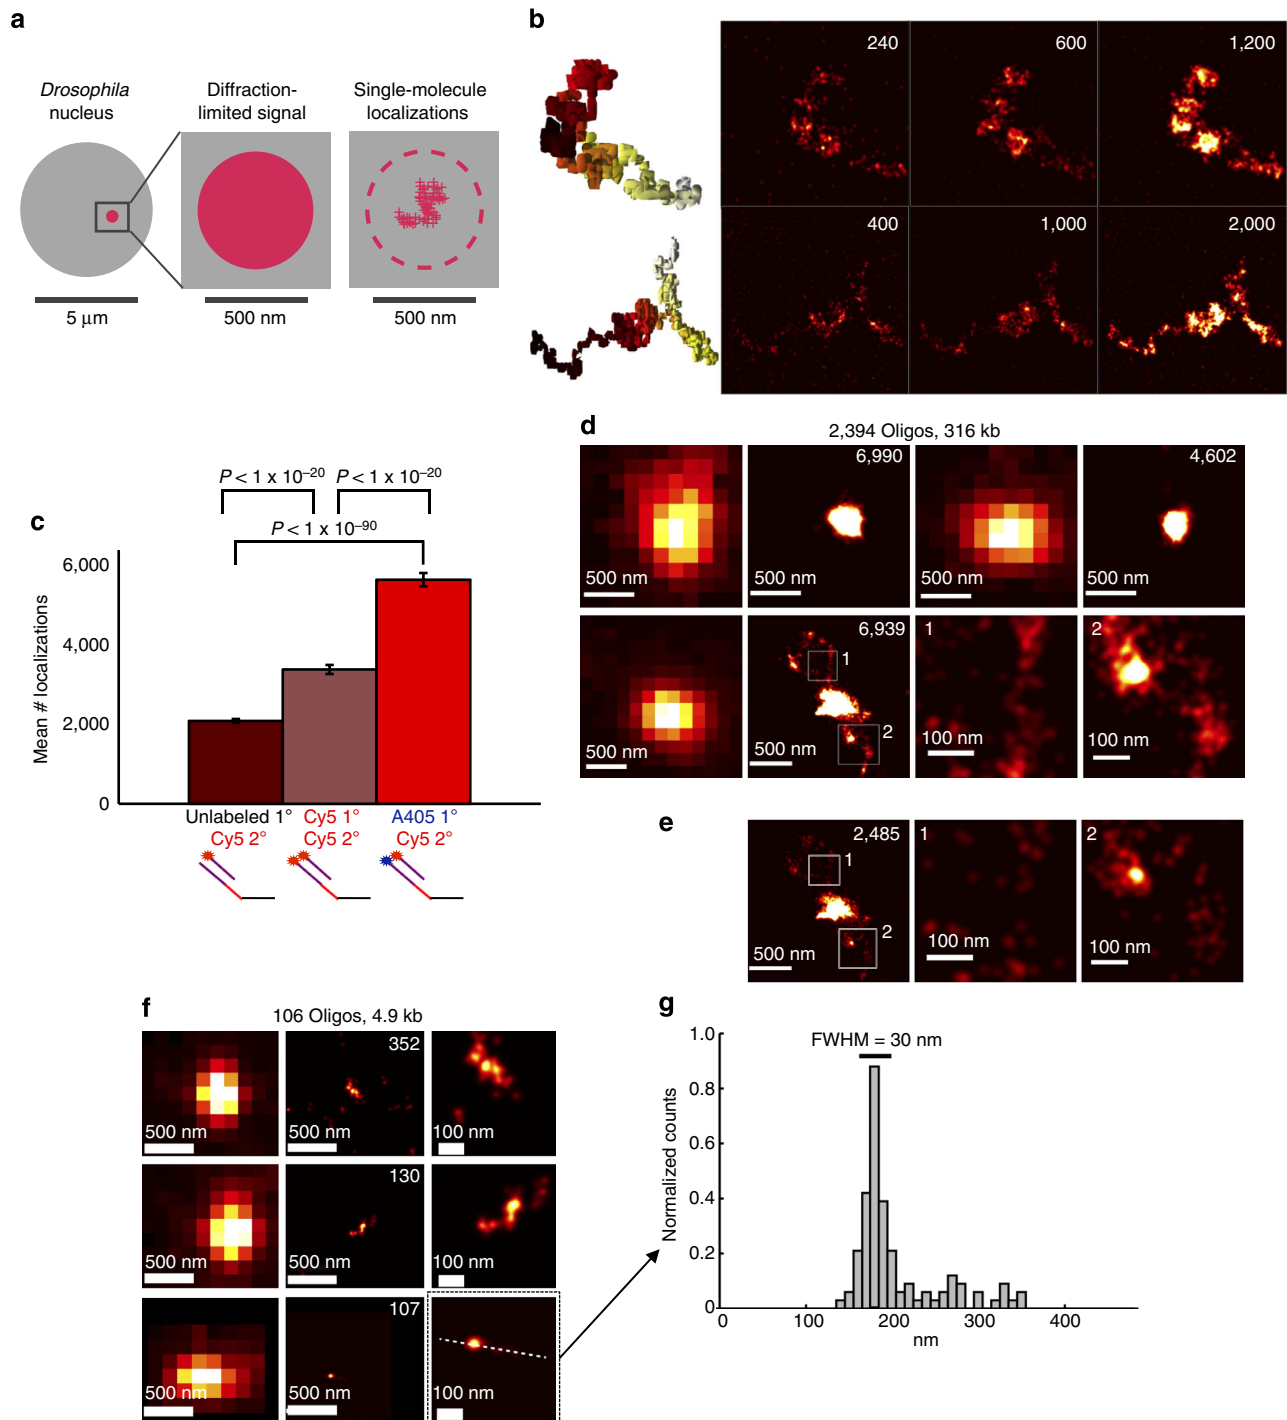 a
Drosophila
nucleus
Diffraction-
limited signal
Single-molecule
localizations
5 μm
500 nm
500 nm
b
240
600
1,200
400
1,000
2,000
c
P < 1 x 10⁻²⁰
P < 1 x 10⁻²⁰
P < 1 x 10⁻⁹⁰
Mean # localizations
6,000
4,000
2,000
0
Unlabeled 1°
Cy5 2°
Cy5 1°
Cy5 2°
A405 1°
Cy5 2°
d
2,394 Oligos, 316 kb
500 nm
6,990
500 nm
500 nm
4,602
500 nm
500 nm
6,939
1
2
500 nm
1
100 nm
2
100 nm
e
2,485
1
2
500 nm
1
100 nm
2
100 nm
f
106 Oligos, 4.9 kb
500 nm
352
500 nm
100 nm
500 nm
130
500 nm
100 nm
500 nm
107
500 nm
100 nm
g
FWHM = 30 nm
Normalized counts
1.0
0.8
0.6
0.4
0.2
0
0
100
200
300
400
nm